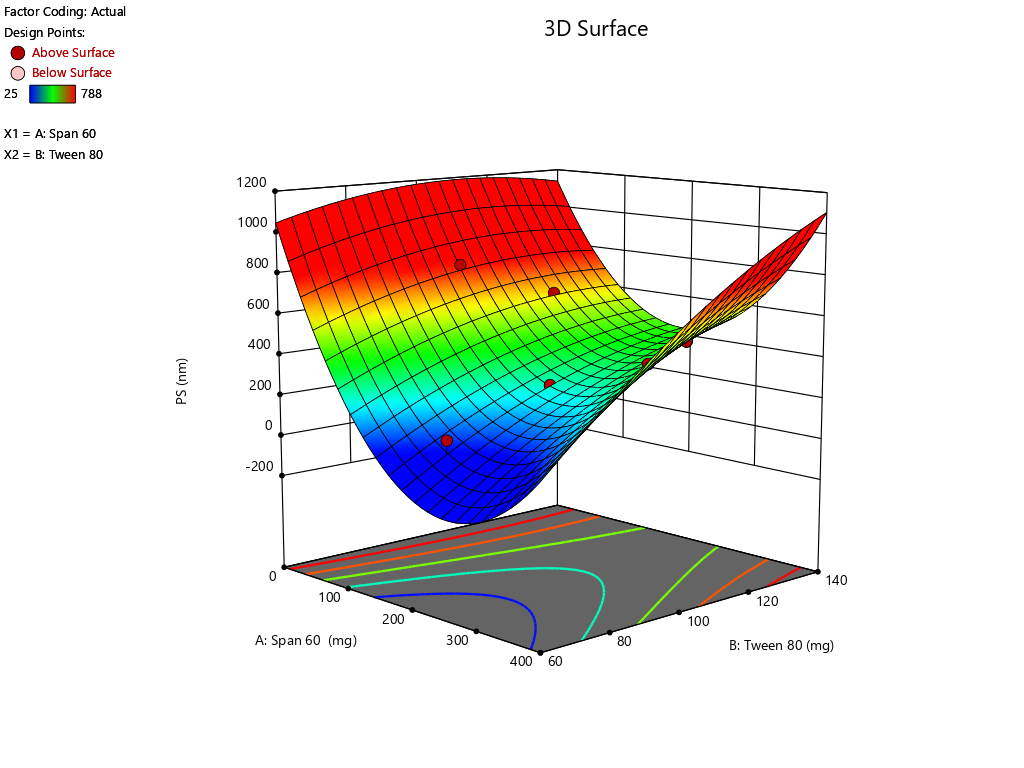 Factor Coding: Actual
3D Surface
Design Points:
Above Surface
Below Surface
25 788
X1 = A: Span 60
X2 = B: Tween 80
1200
1000
800
600
400
200
0
-200
PS (nm)
0
100
200
300
400
A: Span 60 (mg)
60
80
100
120
140
B: Tween 80 (mg)